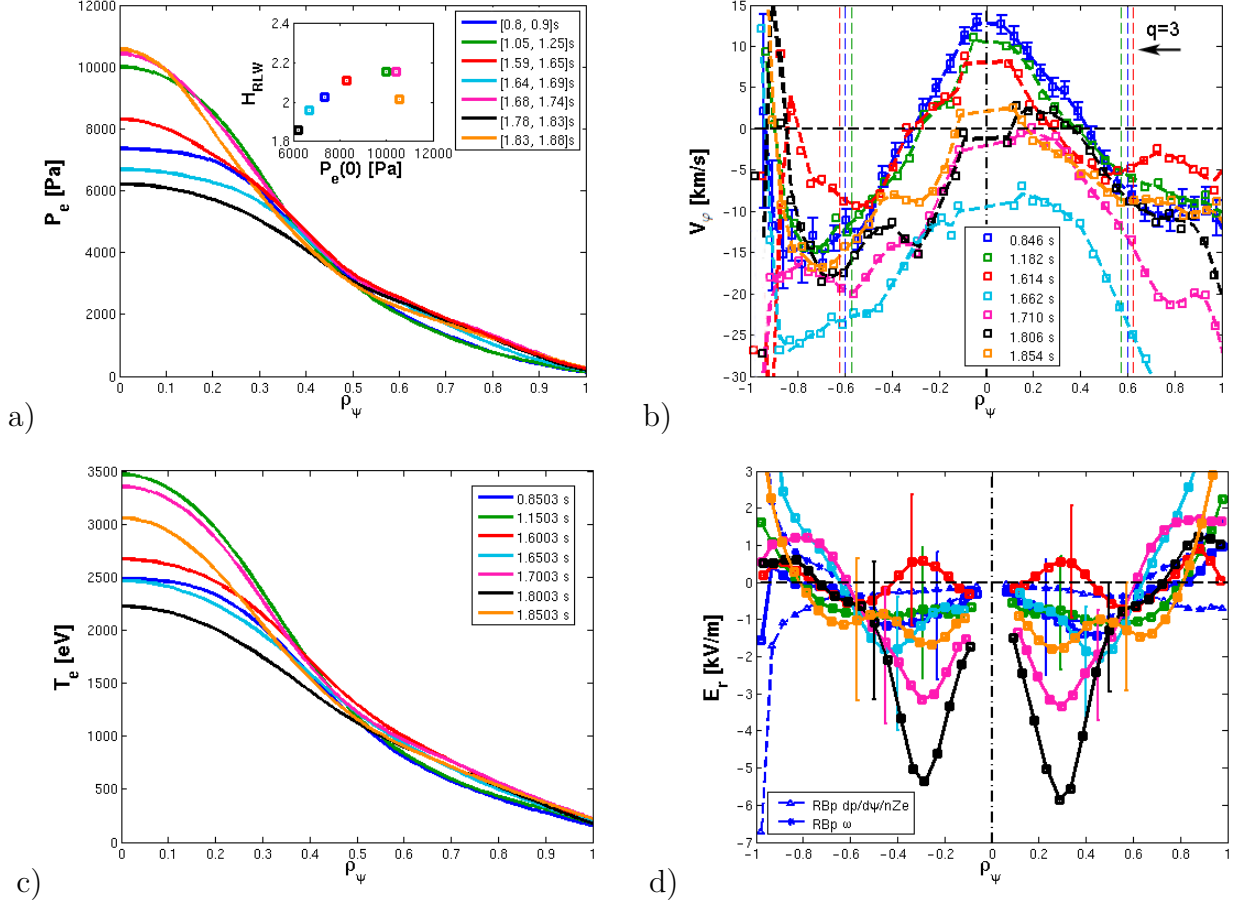 12000
10000
8000
6000
4000
2000
0
P_e [Pa]
0 0.1 0.2 0.3 0.4 0.5 0.6 0.7 0.8 0.9 1
ρ_ψ
2.4
2.2
2
1.8
H_RLW
6000 8000 10000 12000
P_e(0) [Pa]
[0.8, 0.9]s
[1.05, 1.25]s
[1.59, 1.65]s
[1.64, 1.69]s
[1.68, 1.74]s
[1.78, 1.83]s
[1.83, 1.88]s
a)
15
10
5
0
−5
−10
−15
−20
−25
−30
V_φ [km/s]
−1 −0.8 −0.6 −0.4 −0.2 0 0.2 0.4 0.6 0.8 1
ρ_ψ
q=3
0.846 s
1.182 s
1.614 s
1.662 s
1.710 s
1.806 s
1.854 s
b)
3500
3000
2500
2000
1500
1000
500
0
T_e [eV]
0 0.1 0.2 0.3 0.4 0.5 0.6 0.7 0.8 0.9 1
ρ_ψ
0.8503 s
1.1503 s
1.6003 s
1.6503 s
1.7003 s
1.8003 s
1.8503 s
c)
3
2
1
0
−1
−2
−3
−4
−5
−6
−7
E_r [kV/m]
−1 −0.8 −0.6 −0.4 −0.2 0 0.2 0.4 0.6 0.8 1
ρ_ψ
RBp dp/dψ/nZe
RBp ω
d)